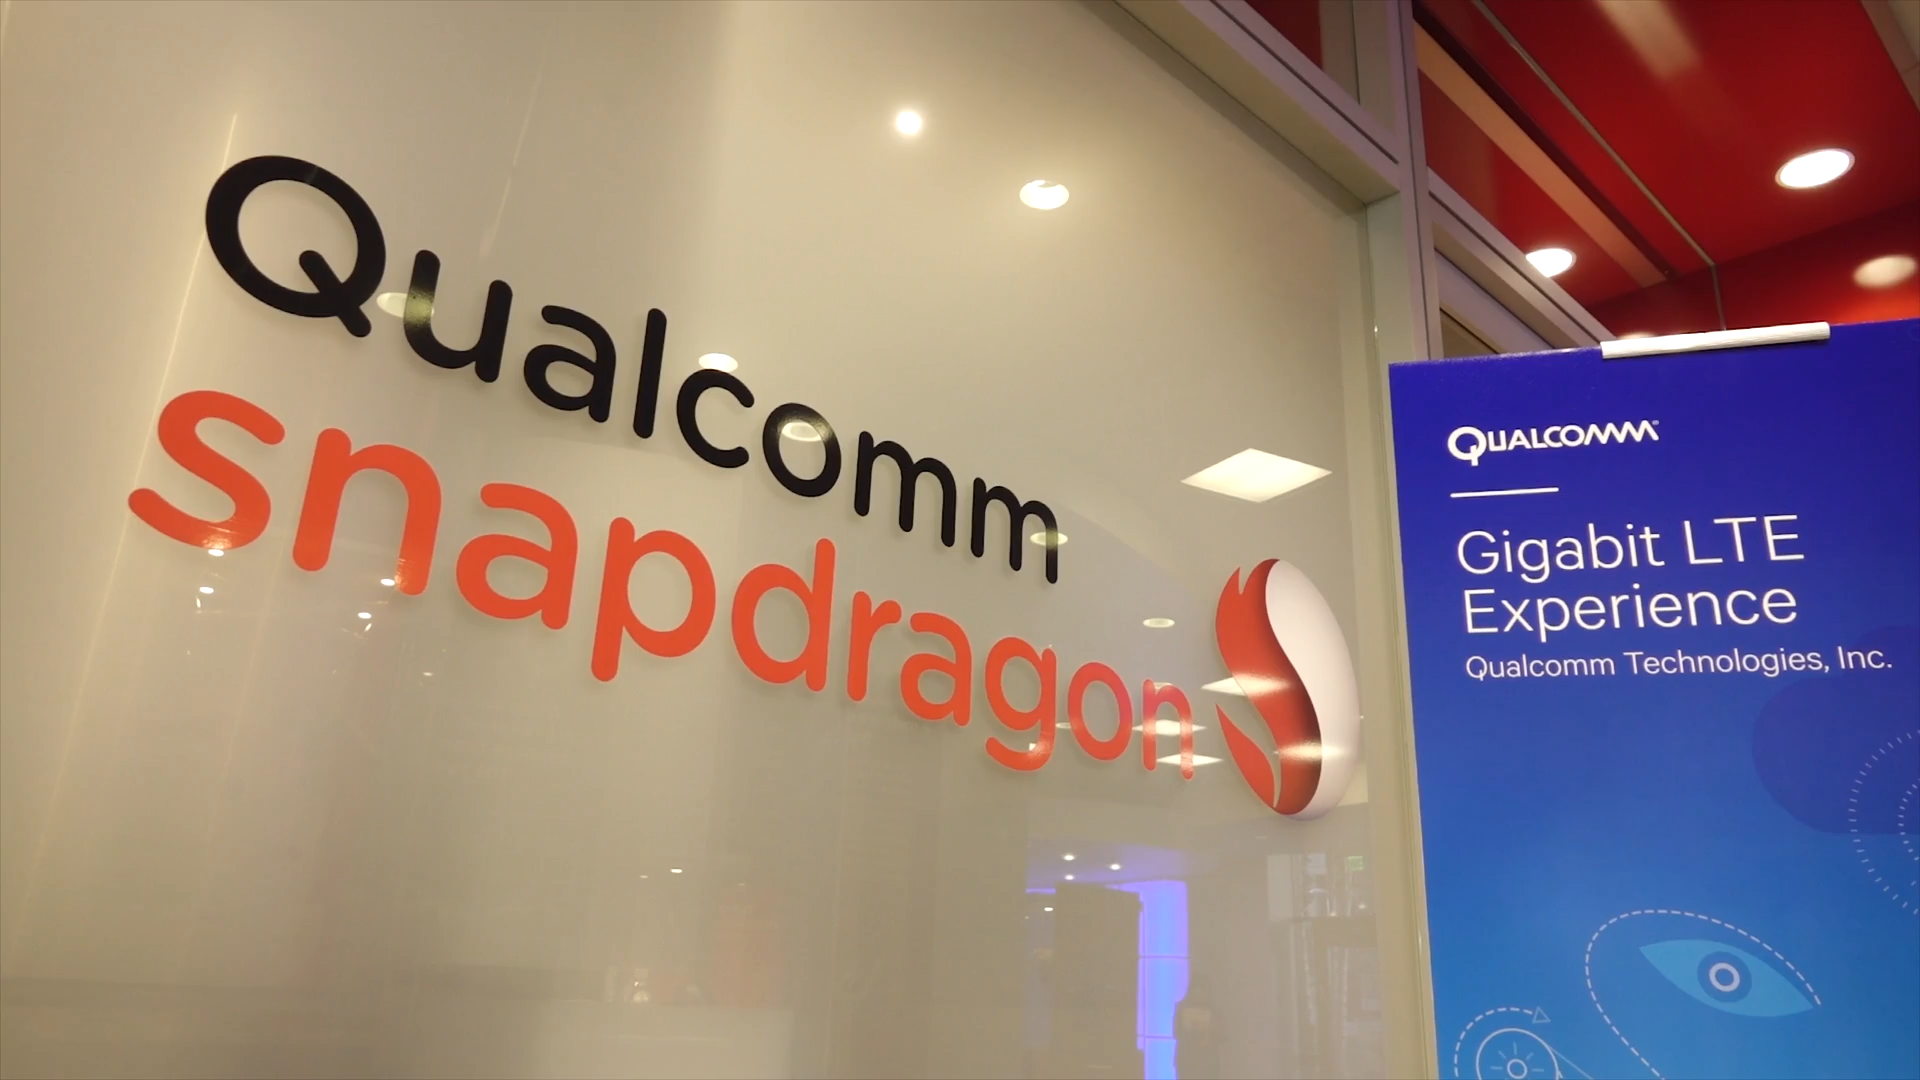 Qualcomm
snapdragon
QUALCOMM®
Gigabit LTE
Experience
Qualcomm Technologies, Inc.